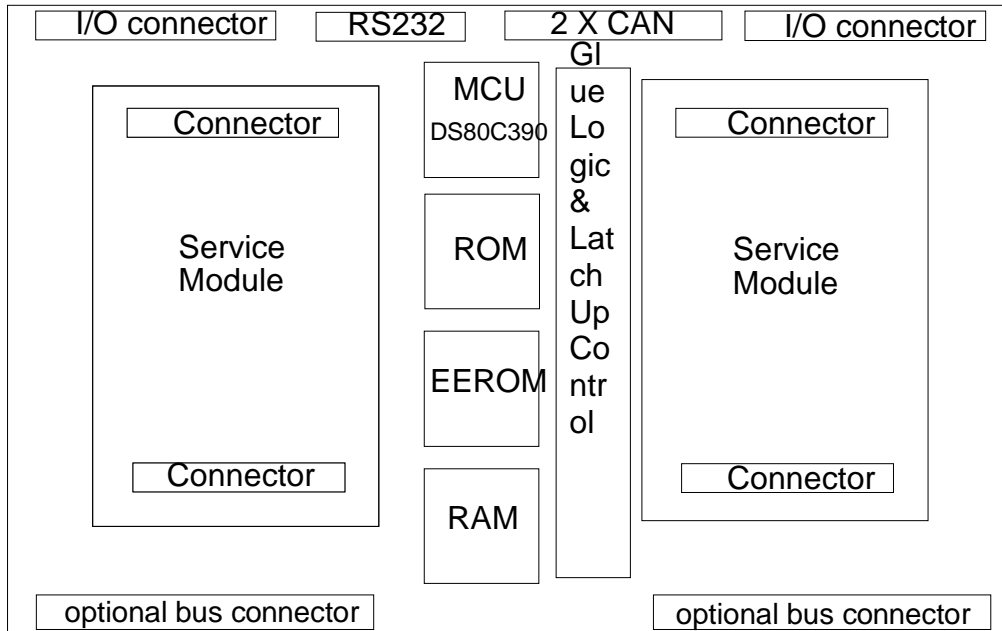 I/O connector
RS232
2 X CAN
I/O connector
Connector
Service
Module
Connector
MCU
DS80C390
ROM
EEROM
RAM
Gl
ue
Lo
gic
&
Lat
ch
Up
Co
ntr
ol
Connector
Service
Module
Connector
optional bus connector
optional bus connector